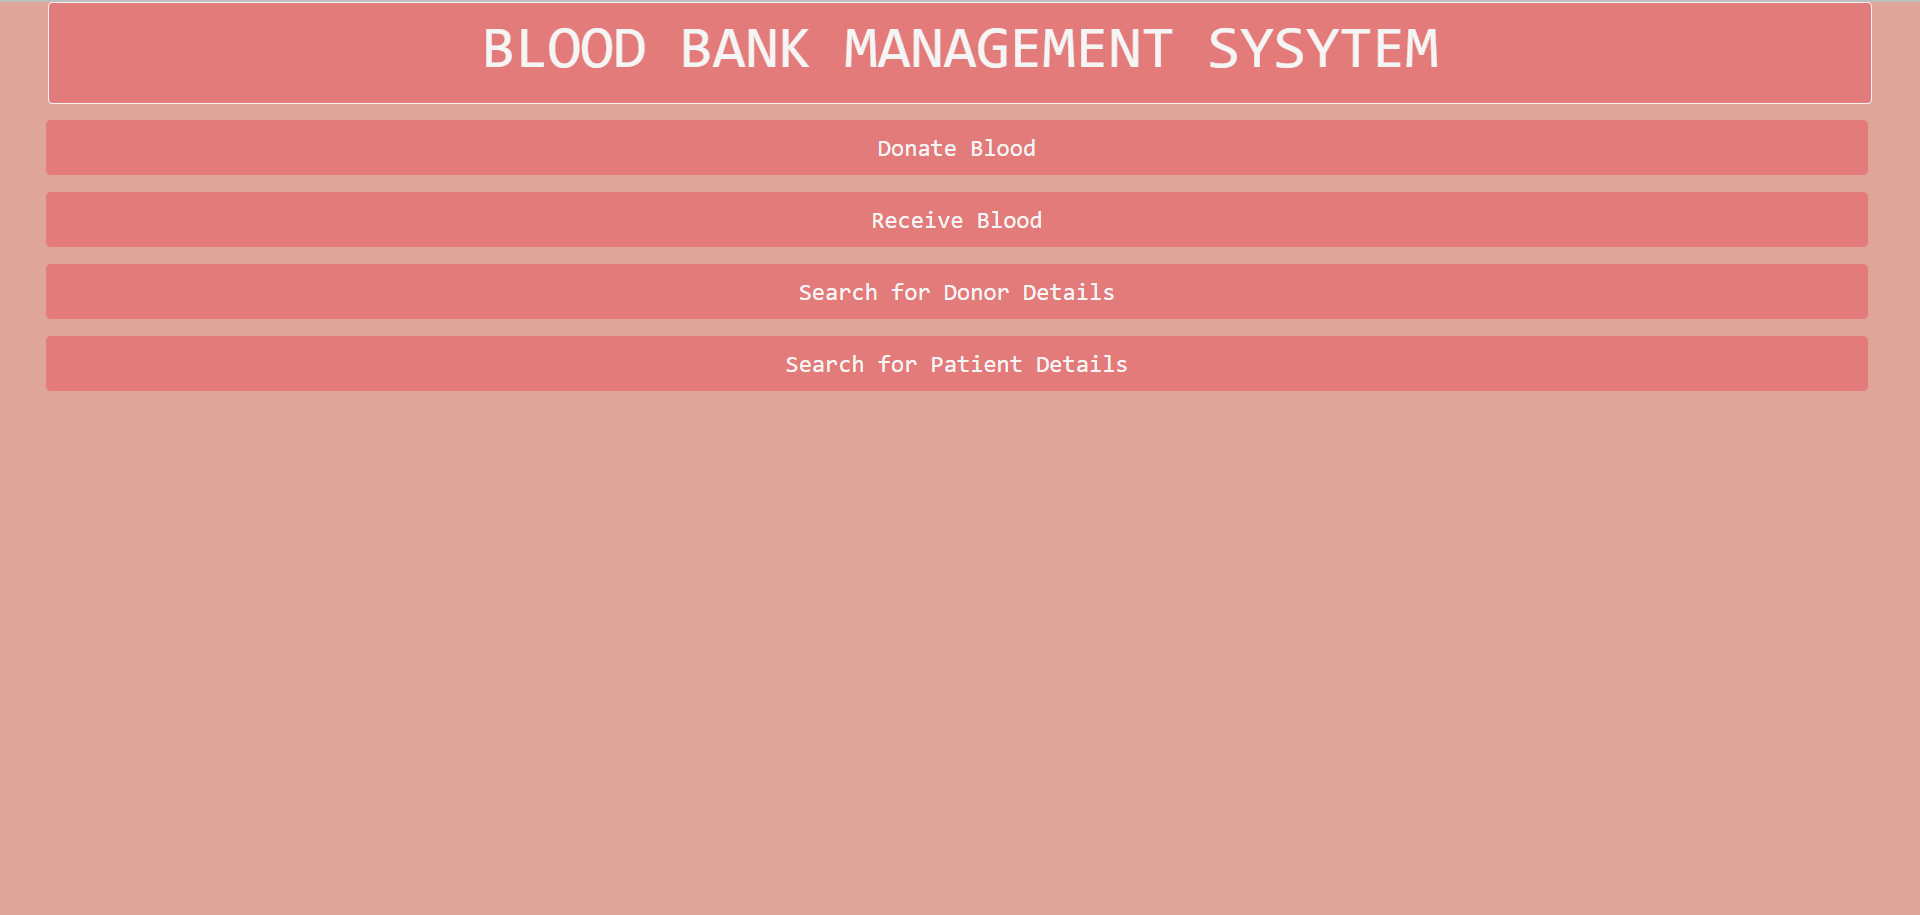 BLOOD BANK MANAGEMENT SYSYTEM
Donate Blood
Receive Blood
Search for Donor Details
Search for Patient Details